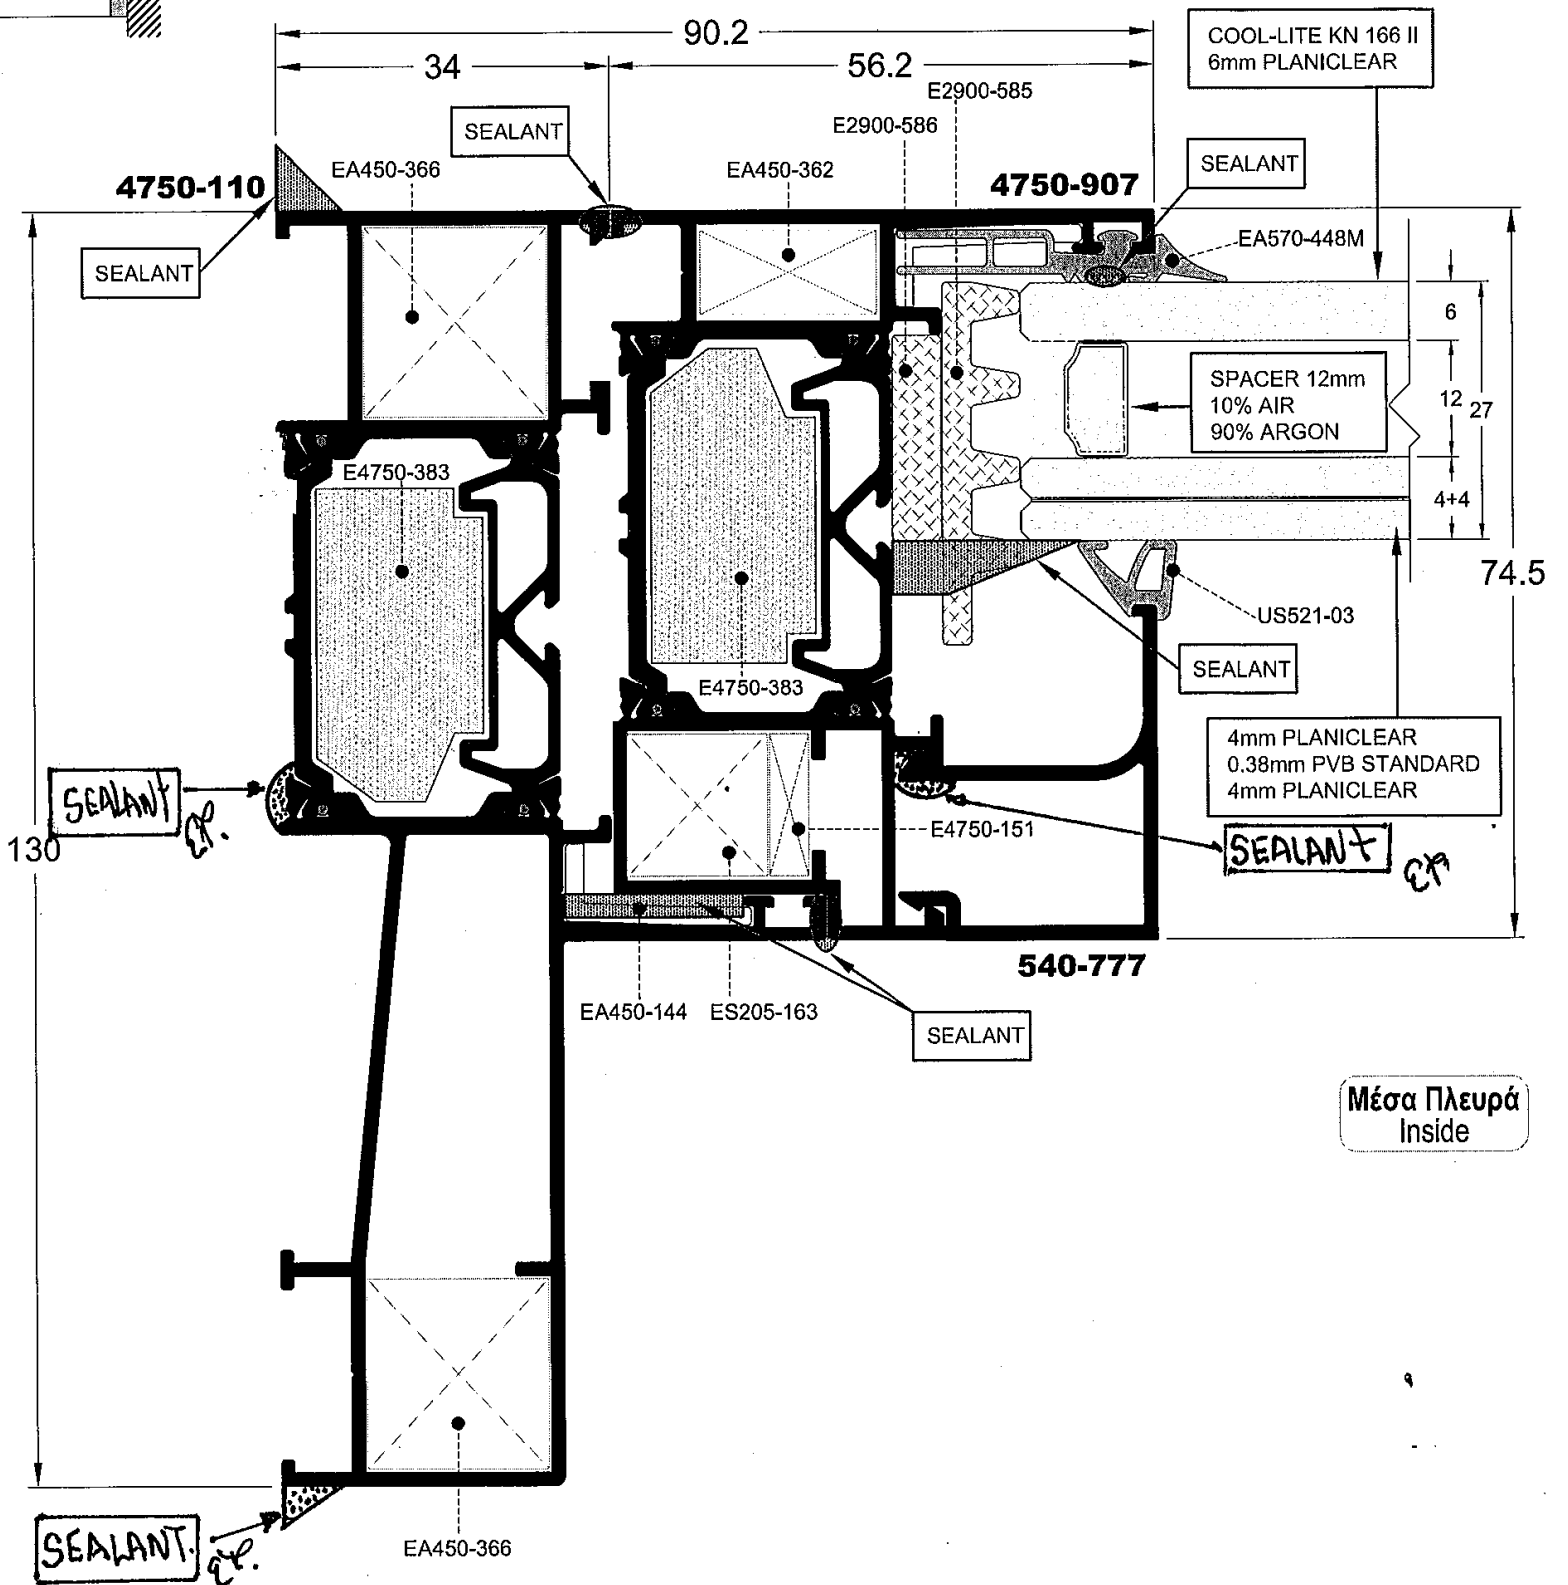 90.2
34
56.2
COOL-LITE KN 166 II
6mm PLANICLEAR
E2900-585
E2900-586
SEALANT
EA450-366
EA450-362
SEALANT
4750-110
4750-907
SEALANT
EA570-448M
6
SPACER 12mm
10% AIR
90% ARGON
12
27
E4750-383
4+4
74.5
US521-03
SEALANT
E4750-383
4mm PLANICLEAR
0.38mm PVB STANDARD
4mm PLANICLEAR
SEALANT
130
E4750-151
SEALANT
540-777
EA450-144
ES205-163
SEALANT
Μέσα Πλευρά
Inside
SEALANT.
EA450-366